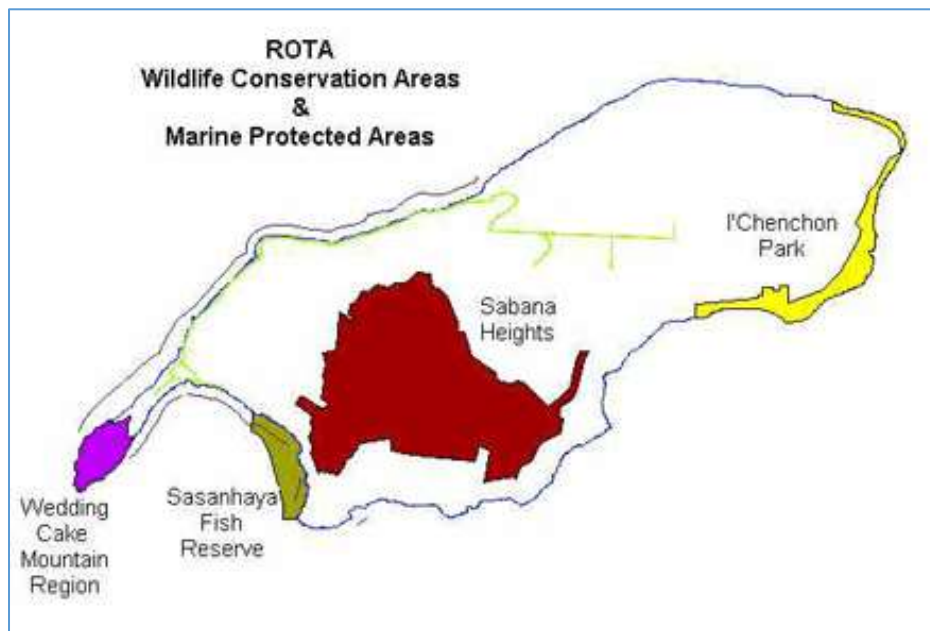 ROTA
Wildlife Conservation Areas
&
Marine Protected Areas
I'Chenchon
Park
Sabana
Heights
Wedding
Cake
Mountain
Region
Sasanhaya
Fish
Reserve